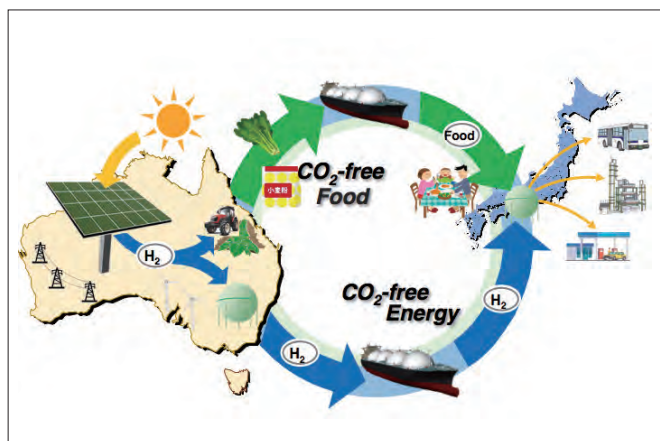 Food
CO₂-free
Food
小麦粉
H₂
CO₂-free
Energy
H₂
H₂